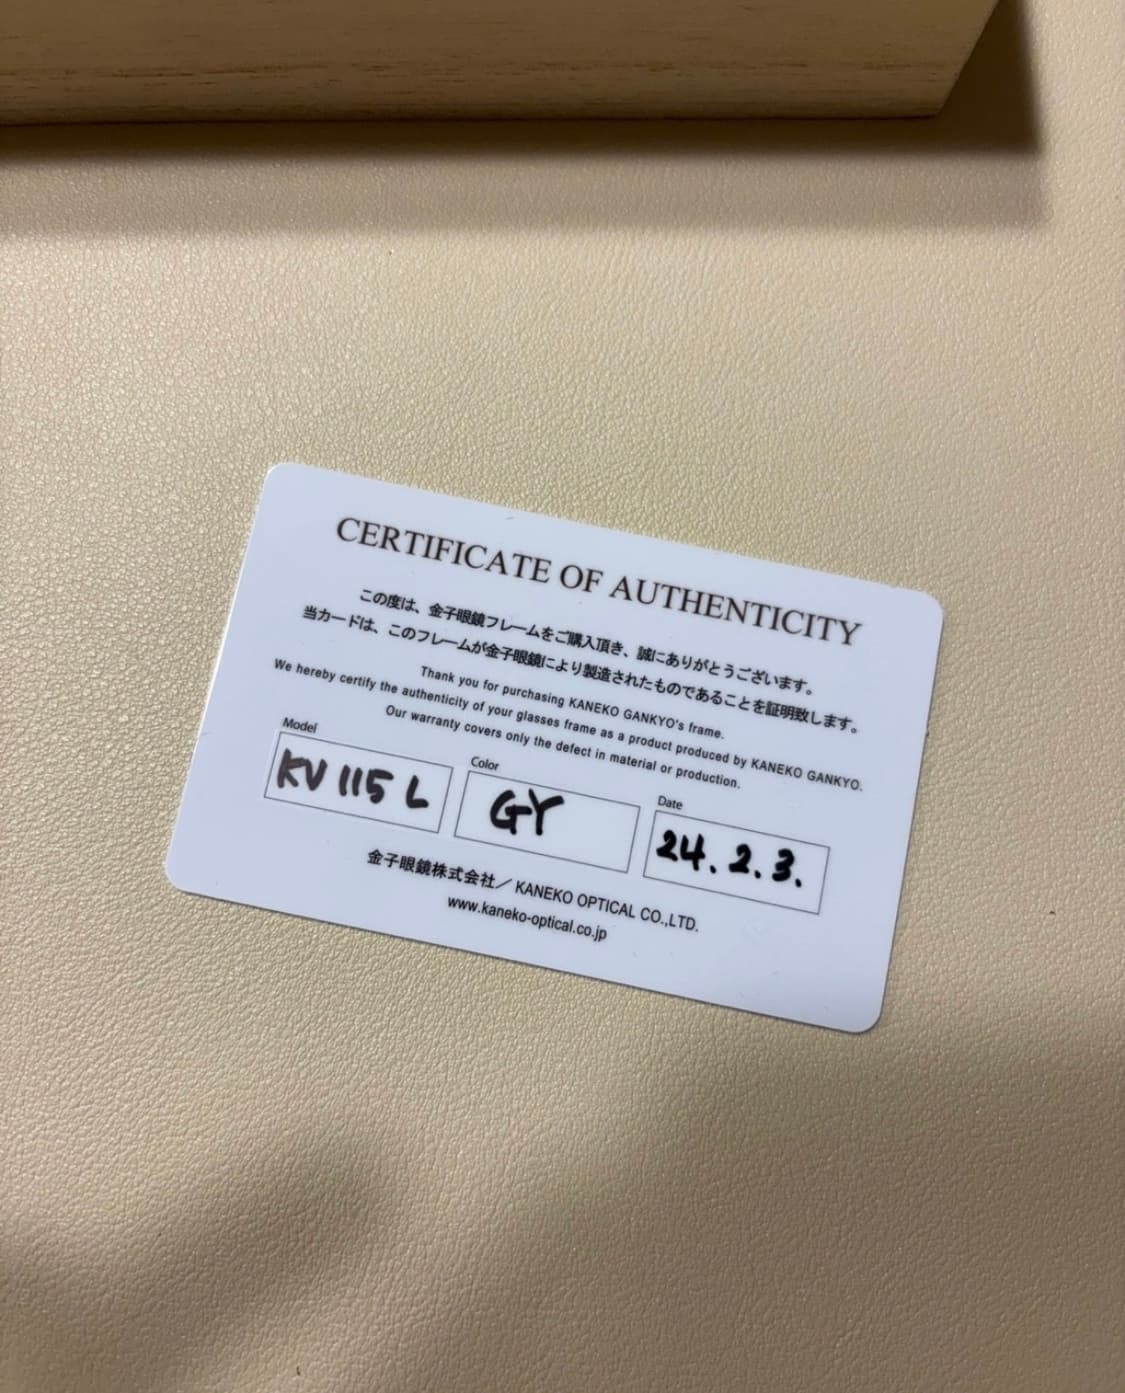 CERTIFICATE OF AUTHENTICITY
この度は、金子眼鏡フレームをご購入頂き、誠にありがとうございます。
当カードは、このフレームが金子眼鏡により製造されたものであることを証明致します。
Thank you for purchasing KANEKO GANKYO's frame.
We hereby certify the authenticity of your glasses frame as a product produced by KANEKO GANKYO.
Our warranty covers only the defect in material or production.
Model Color Date
KV 115 L GY 24.2.3.
金子眼鏡株式会社／ KANEKO OPTICAL CO.,LTD.
www.kaneko-optical.co.jp